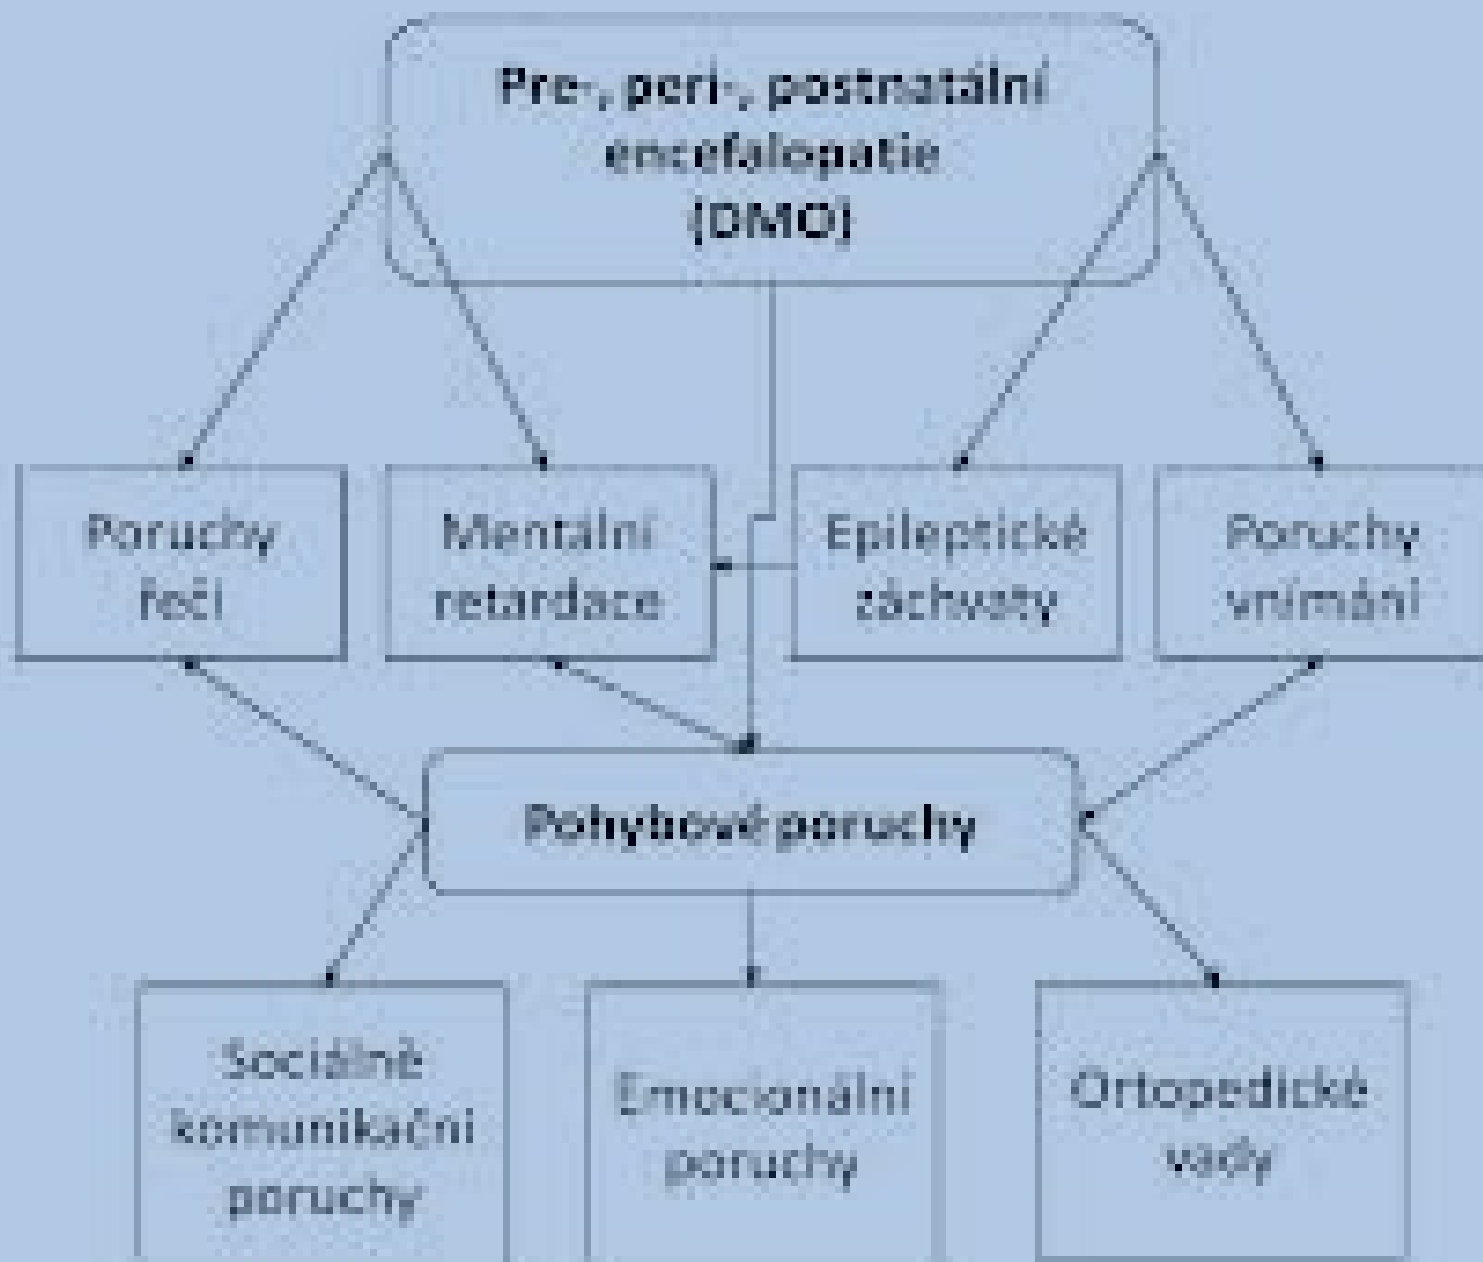 Pre-, peri-, postnatální
encefalopatie
(DMO)
Poruchy
řeči
Mentální
retardace
Epileptické
záchvaty
Poruchy
vnímání
Pohybové poruchy
Sociálně
komunikační
poruchy
Emocionální
poruchy
Ortopedické
vady